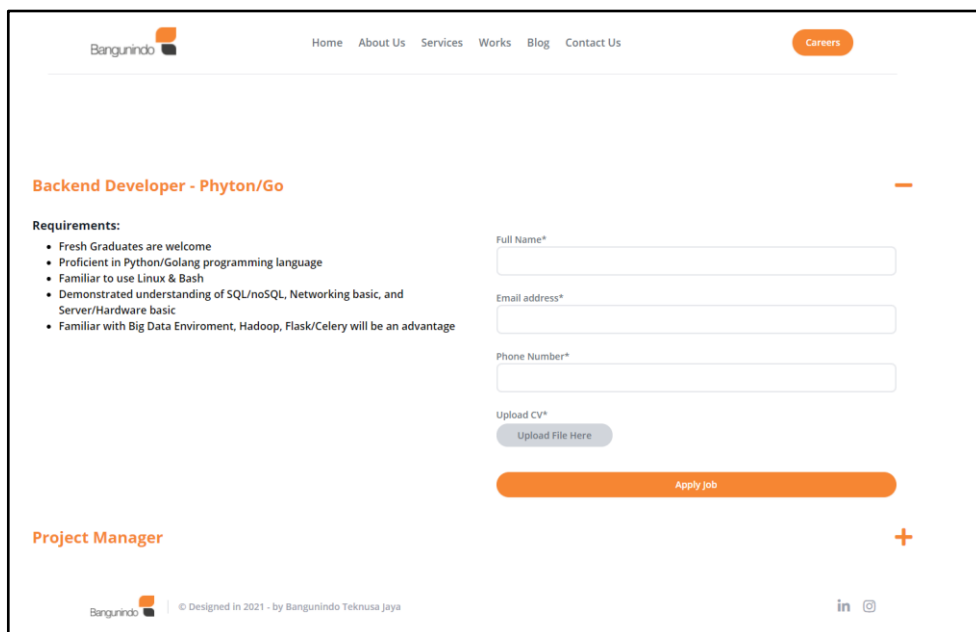 Bangunindo
Home About Us Services Works Blog Contact Us
Careers
Backend Developer - Phyton/Go
Requirements:
• Fresh Graduates are welcome
• Proficient in Python/Golang programming language
• Familiar to use Linux & Bash
• Demonstrated understanding of SQL/noSQL, Networking basic, and
Server/Hardware basic
• Familiar with Big Data Enviroment, Hadoop, Flask/Celery will be an advantage
Full Name*
Email address*
Phone Number*
Upload CV*
Upload File Here
Apply Job
Project Manager
Bangunindo
© Designed in 2021 - by Bangunindo Teknusa Jaya
in